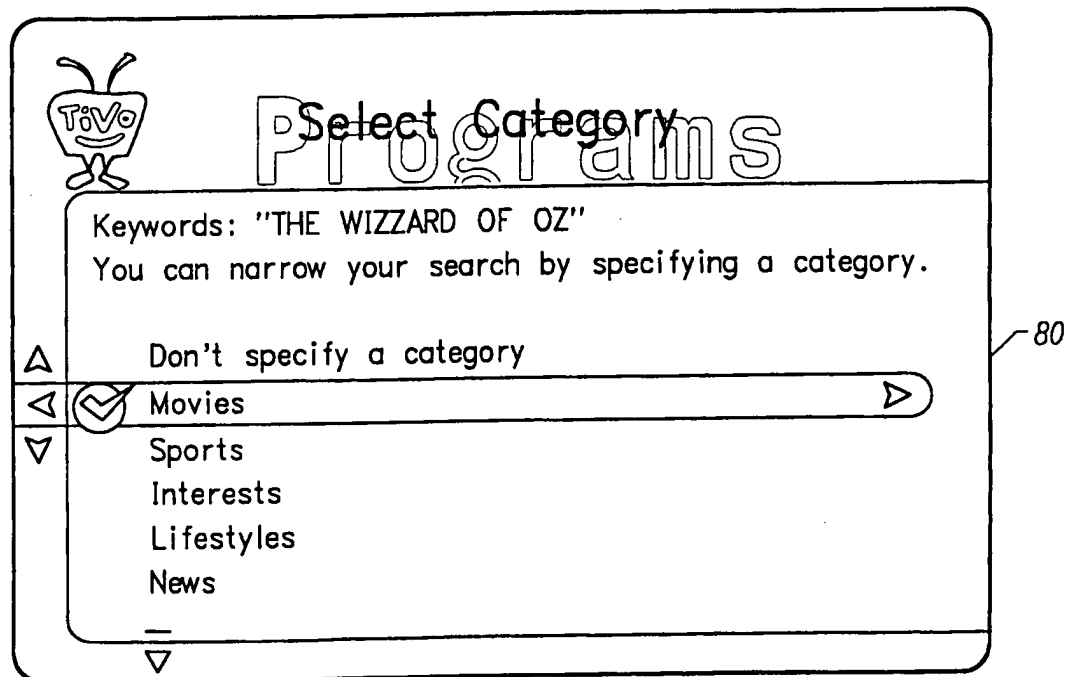 TiVo
Programs
Select Category
Keywords: "THE WIZZARD OF OZ"
You can narrow your search by specifying a category.
Don't specify a category
Movies
Sports
Interests
Lifestyles
News
80